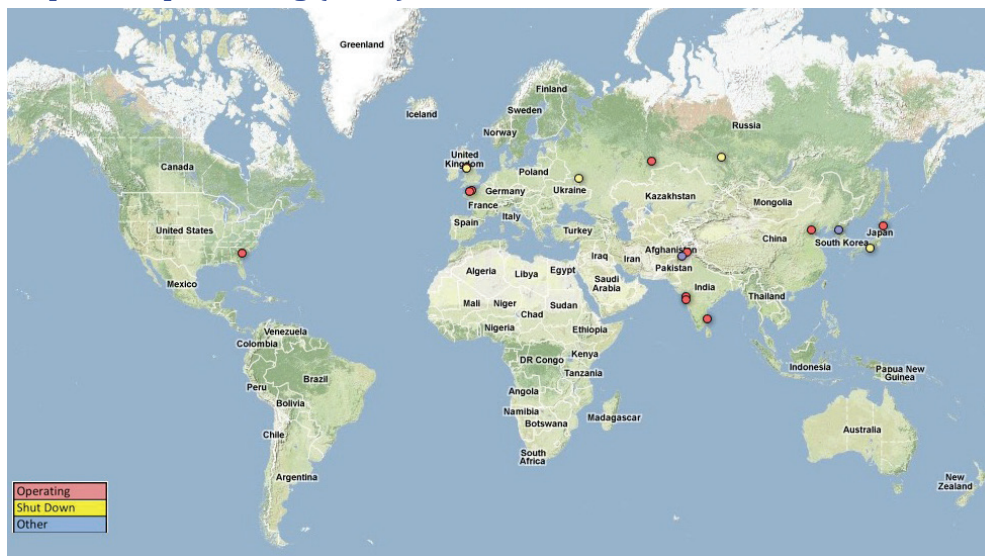 Greenland
Iceland
Finland
Sweden
Norway
Russia
Canada
United
Kingdom
Poland
Germany
Ukraine
France
Kazakhstan
Mongolia
Italy
Spain
Turkey
United States
China
South Korea
Japan
Afghanistan
Iraq
Iran
Pakistan
Algeria
Libya
Egypt
Saudi
Arabia
India
Mexico
Mali
Niger
Chad
Sudan
Thailand
Nigeria
Ethiopia
Venezuela
Colombia
DR Congo
Kenya
Tanzania
Indonesia
Papua New
Guinea
Peru
Brazil
Bolivia
Angola
Namibia
Botswana
Madagascar
Chile
Australia
South
Africa
Argentina
New
Zealand
Operating
Shut Down
Other